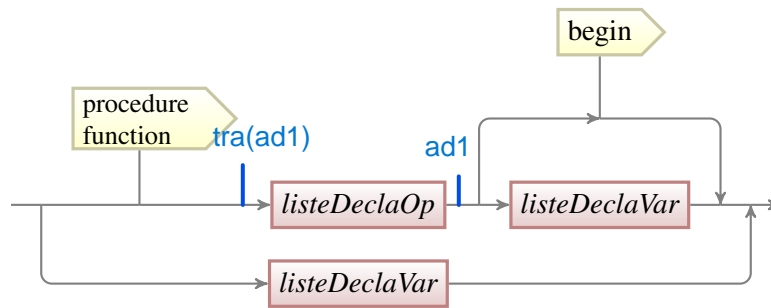 begin
procedure
function
tra(ad1)
ad1
listeDeclaOp
listeDeclaVar
listeDeclaVar